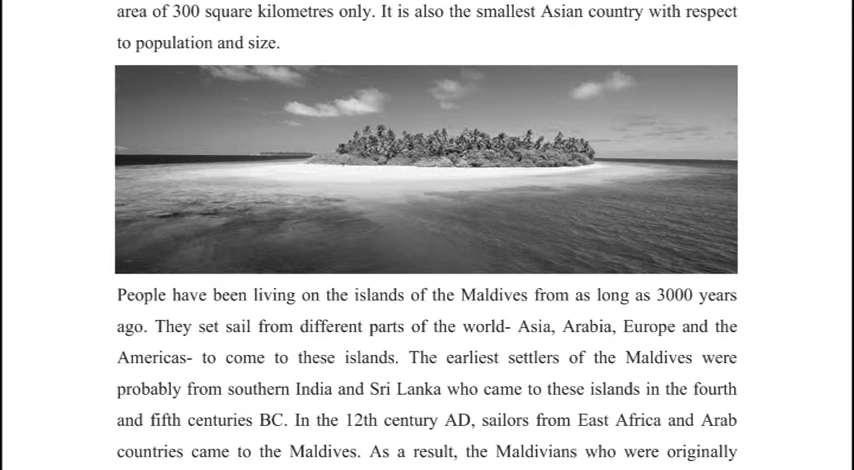 area of 300 square kilometres only. It is also the smallest Asian country with respect
to population and size.
People have been living on the islands of the Maldives from as long as 3000 years
ago. They set sail from different parts of the world- Asia, Arabia, Europe and the
Americas- to come to these islands. The earliest settlers of the Maldives were
probably from southern India and Sri Lanka who came to these islands in the fourth
and fifth centuries BC. In the 12th century AD, sailors from East Africa and Arab
countries came to the Maldives. As a result, the Maldivians who were originally